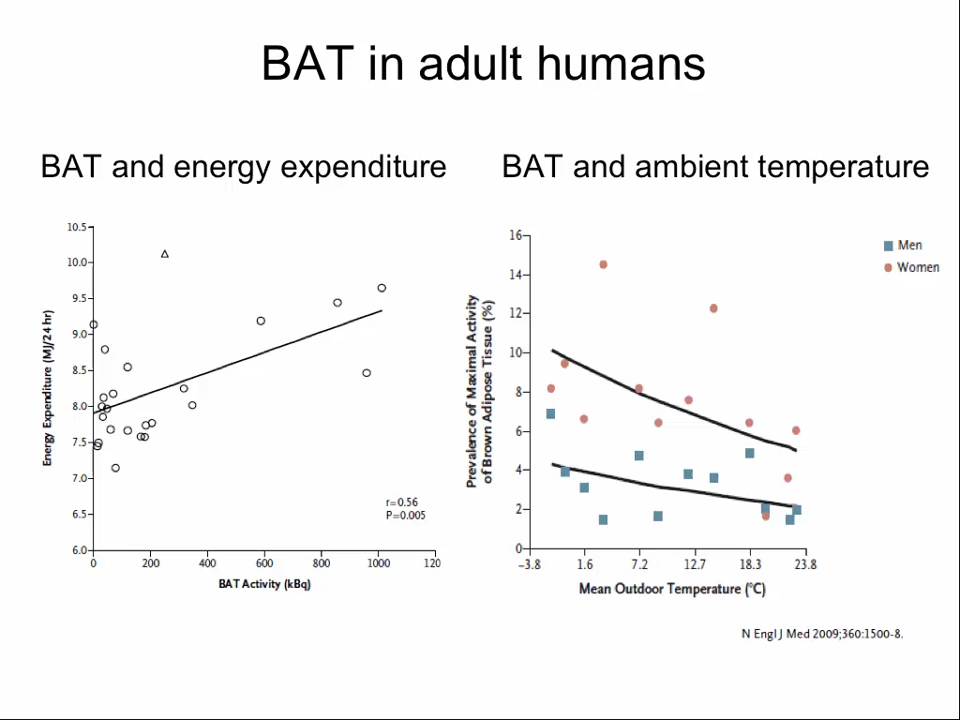 BAT in adult humans
BAT and energy expenditure
BAT and ambient temperature
10.5
10.0
9.5
9.0
8.5
8.0
7.5
7.0
6.5
6.0
Energy Expenditure (MJ/24 hr)
r=0.56
P=0.005
0 200 400 600 800 1000 120
BAT Activity (kBq)
16
14
12
10
8
6
4
2
0
Prevalence of Maximal Activity
of Brown Adipose Tissue (%)
Men
Women
−3.8 1.6 7.2 12.7 18.3 23.8
Mean Outdoor Temperature (°C)
N Engl J Med 2009;360:1500-8.